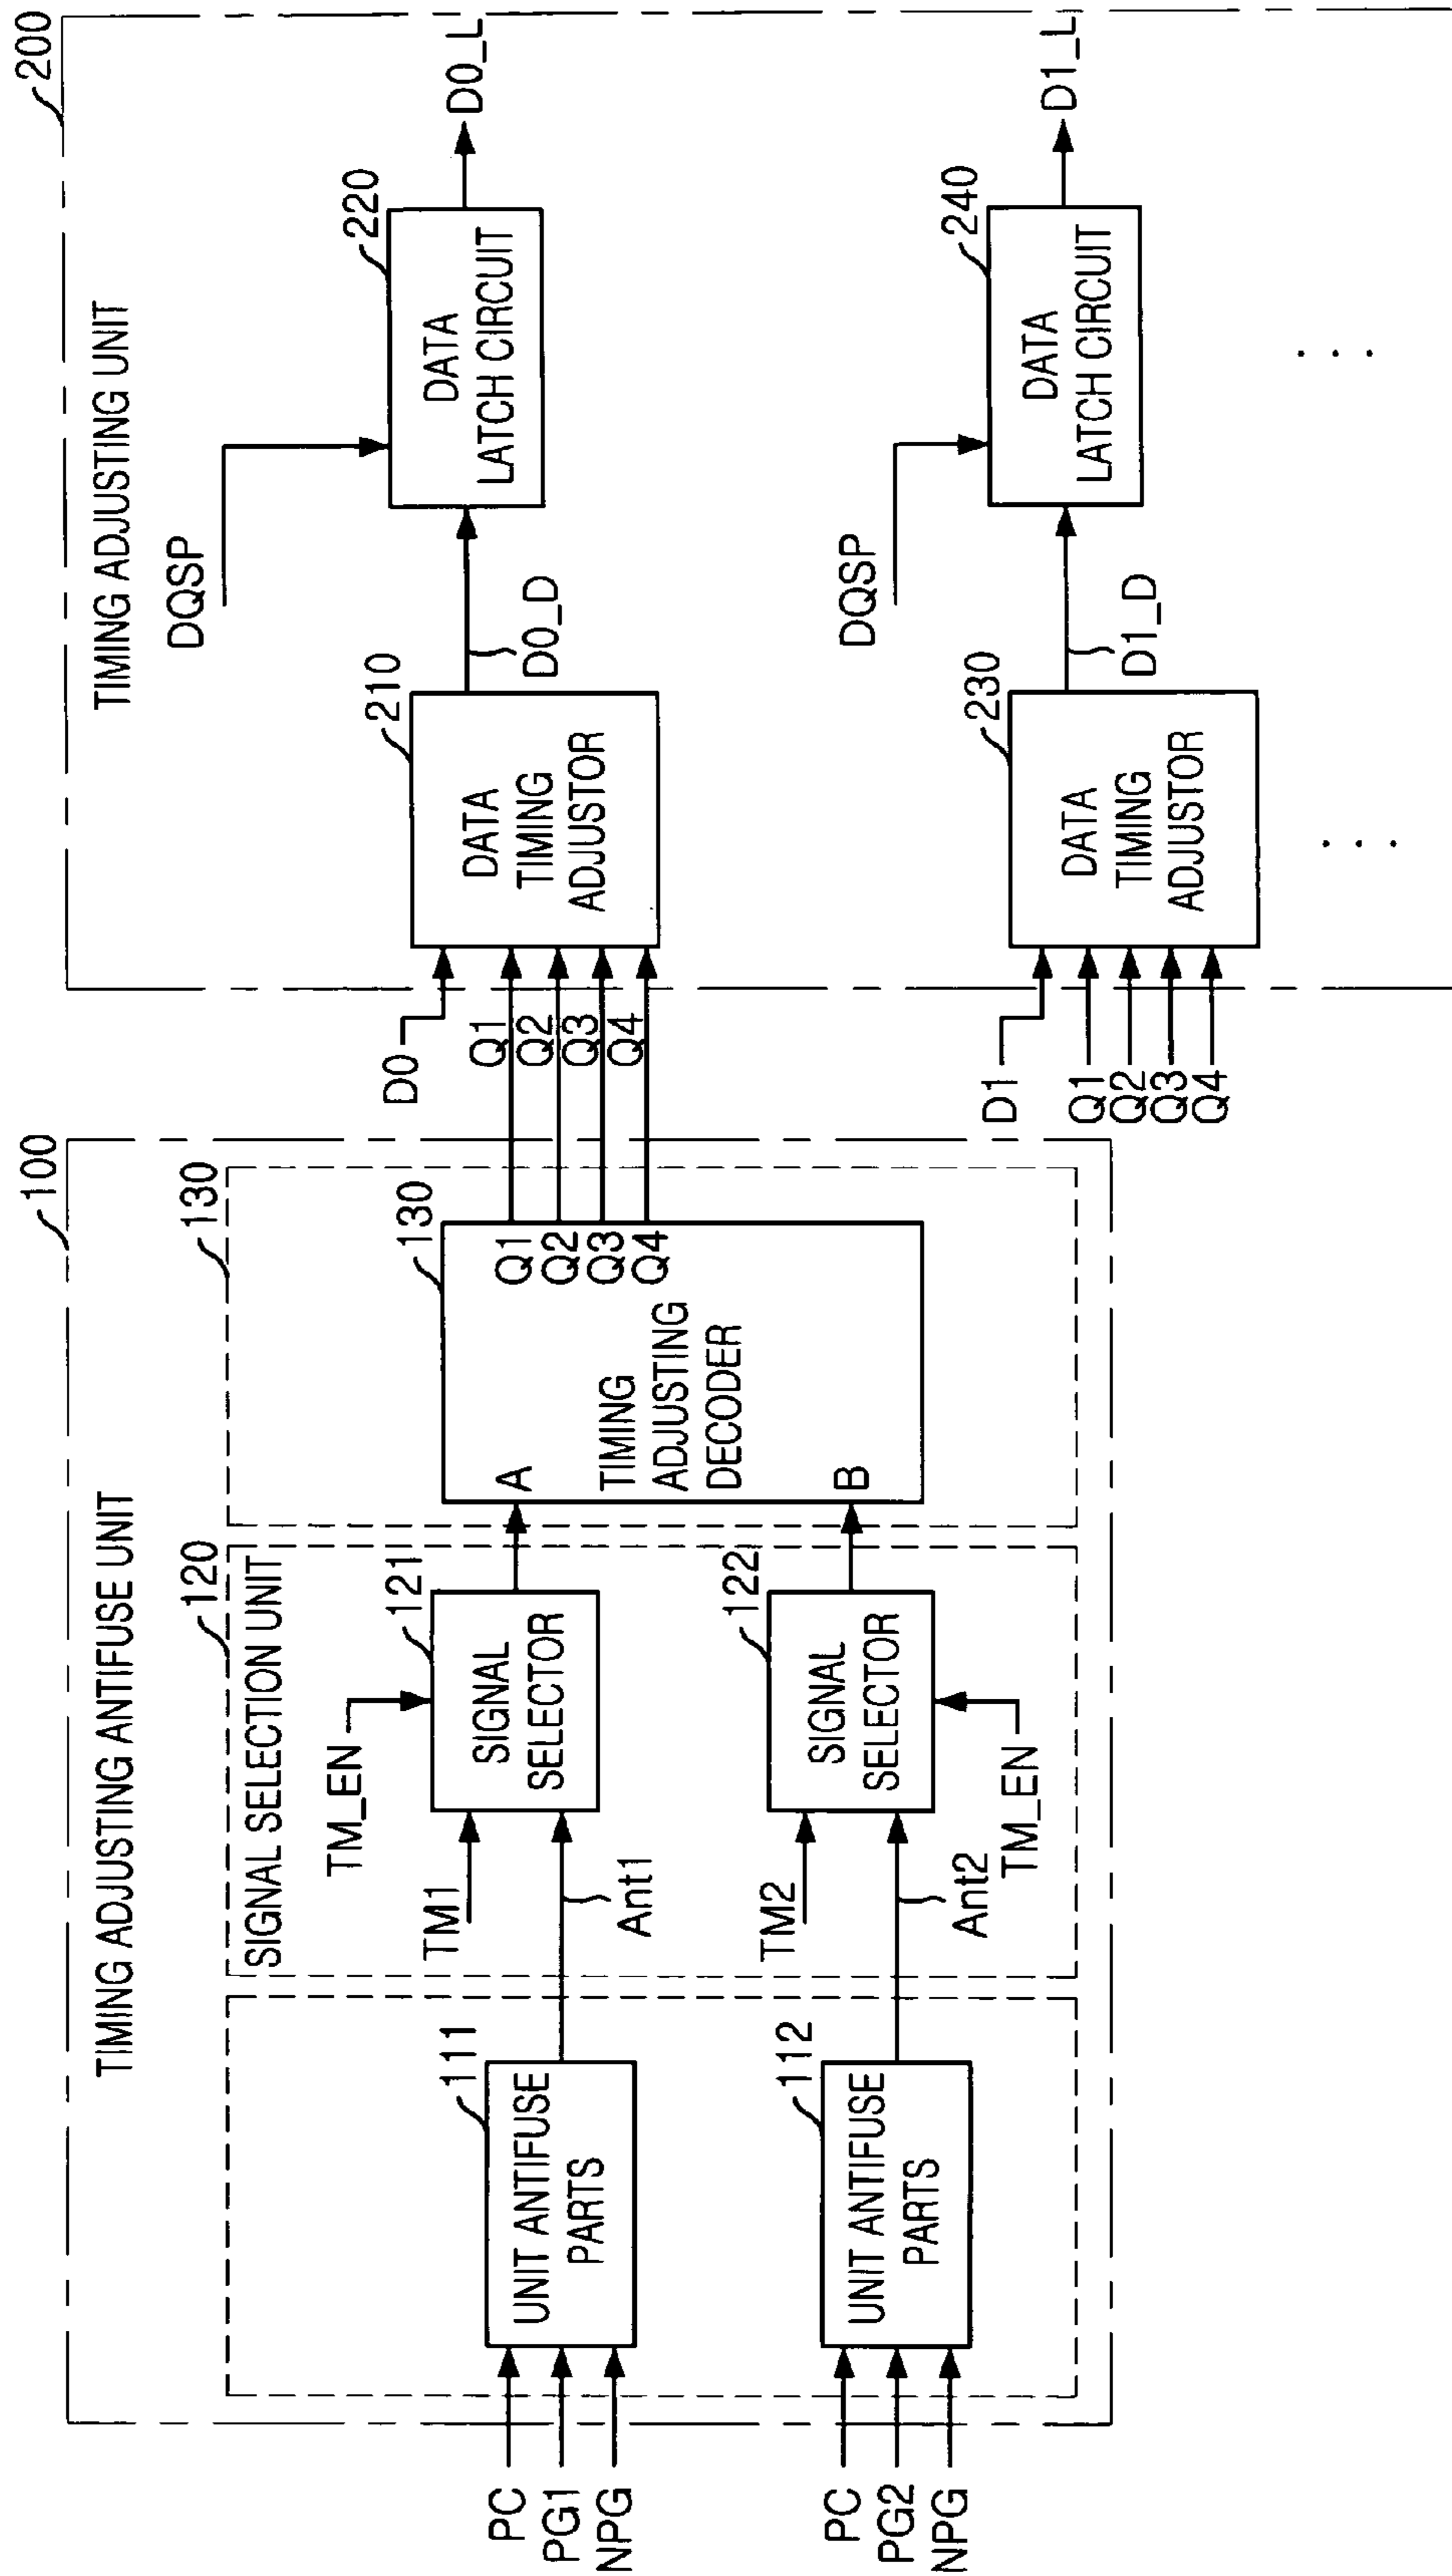 TIMING ADJUSTING ANTIFUSE UNIT
100
PC
PG1
NPG
111
UNIT ANTIFUSE
PARTS
PC
PG2
NPG
112
UNIT ANTIFUSE
PARTS
120
SIGNAL SELECTION UNIT
TM_EN
TM1
Ant1
121
SIGNAL
SELECTOR
TM2
Ant2
TM_EN
122
SIGNAL
SELECTOR
130
130
A
B
TIMING
ADJUSTING
DECODER
Q1
Q2
Q3
Q4
TIMING ADJUSTING UNIT
200
D0
Q1
Q2
Q3
Q4
210
DATA
TIMING
ADJUSTOR
D0_D
DQSP
220
DATA
LATCH CIRCUIT
D0_L
D1
Q1
Q2
Q3
Q4
230
DATA
TIMING
ADJUSTOR
D1_D
DQSP
240
DATA
LATCH CIRCUIT
D1_L
. . .
. . .